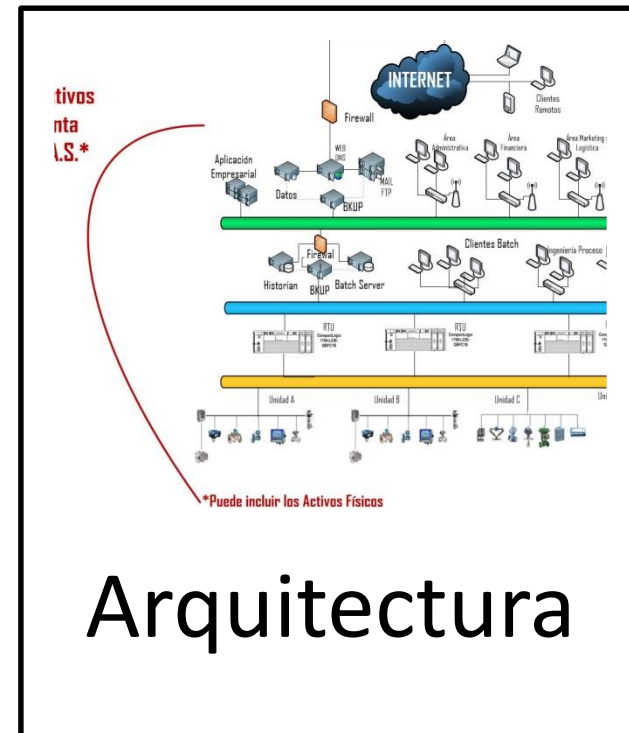 tivos
nta
A.S.*
INTERNET
Clientes
Remotos
Firewall
WEB
DNS
Área
Administrativa
Área
Financiera
Área Marketing
Logística
Aplicación
Empresarial
Datos
MAIL
FTP
BKUP
Firewal
Clientes Batch
Ingeniería Proceso
Historian
BKUP
Batch Server
RTU
RTU
Unidad A
Unidad B
Unidad C
Uni
*Puede incluir los Activos Físicos
Arquitectura